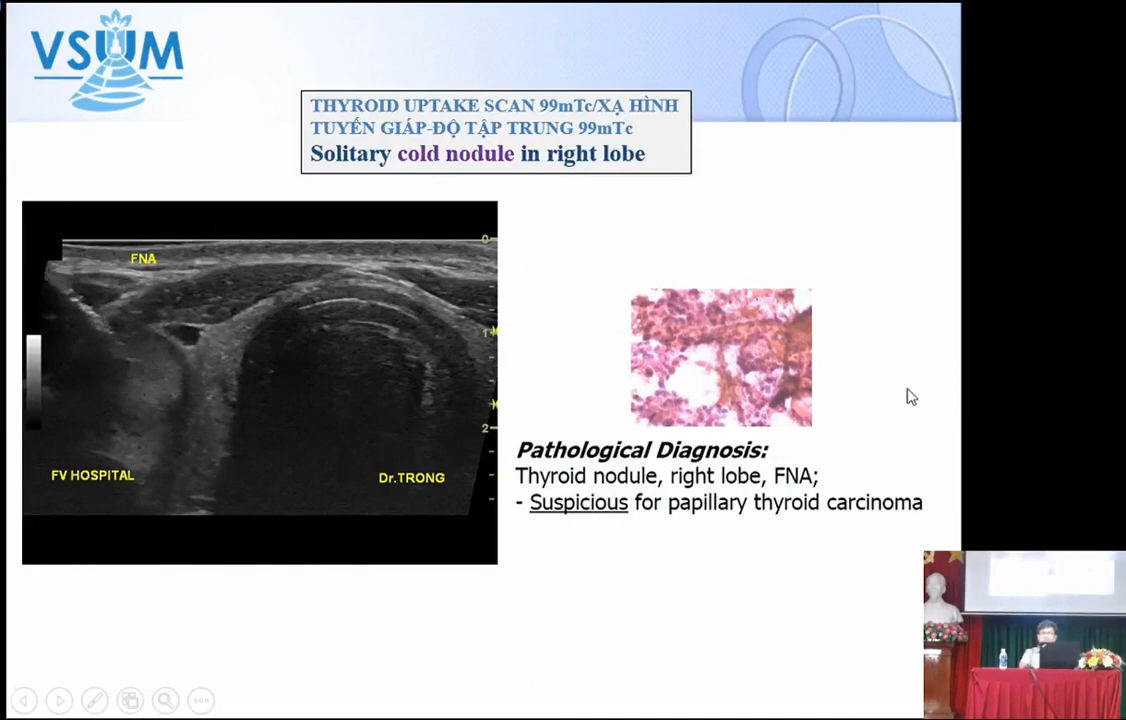 VSUM
THYROID UPTAKE SCAN 99mTc/XẠ HÌNH
TUYẾN GIÁP-ĐỘ TẬP TRUNG 99mTc
Solitary cold nodule in right lobe
FNA
0
1
2
FV HOSPITAL
Dr.TRONG
Pathological Diagnosis:
Thyroid nodule, right lobe, FNA;
- Suspicious for papillary thyroid carcinoma